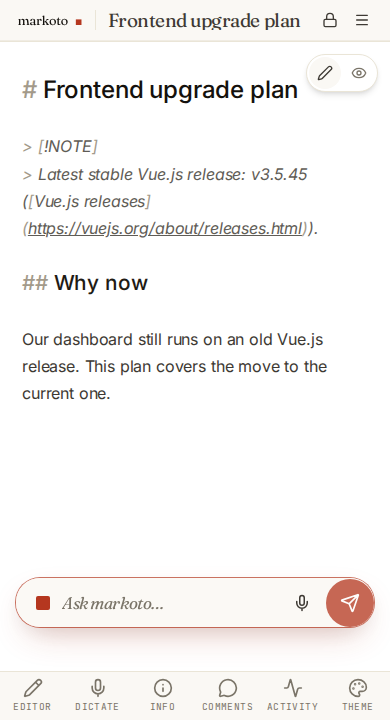 markoto
Frontend upgrade plan
# Frontend upgrade plan
> [!NOTE]
> Latest stable Vue.js release: v3.5.45
([Vue.js releases]
(https://vuejs.org/about/releases.html)).
## Why now
Our dashboard still runs on an old Vue.js
release. This plan covers the move to the
current one.
Ask markoto...
EDITOR DICTATE INFO COMMENTS ACTIVITY THEME